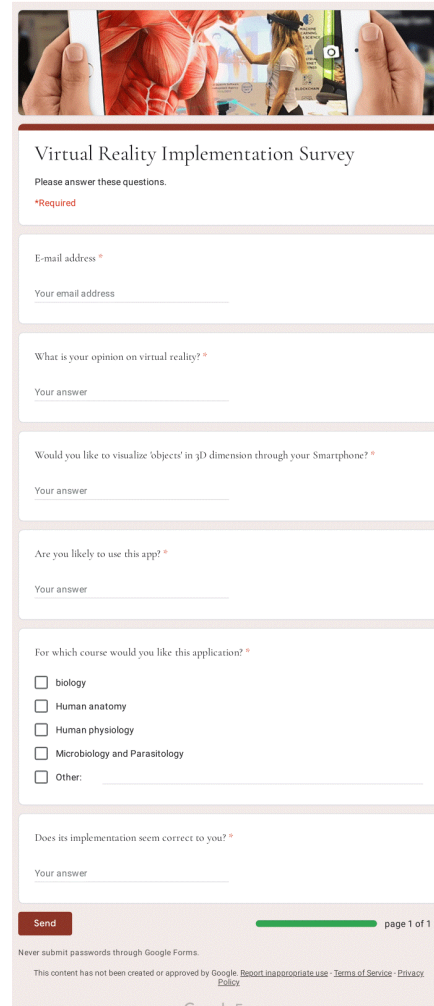 BLOCKCHAIN
Virtual Reality Implementation Survey
Please answer these questions.
*Required
E-mail address *
Your email address
What is your opinion on virtual reality? *
Your answer
Would you like to visualize 'objects' in 3D dimension through your Smartphone? *
Your answer
Are you likely to use this app? *
Your answer
For which course would you like this application? *
biology
Human anatomy
Human physiology
Microbiology and Parasitology
Other:
Does its implementation seem correct to you? *
Your answer
Send
page 1 of 1
Never submit passwords through Google Forms.
This content has not been created or approved by Google. Report inappropriate use - Terms of Service - Privacy
Policy